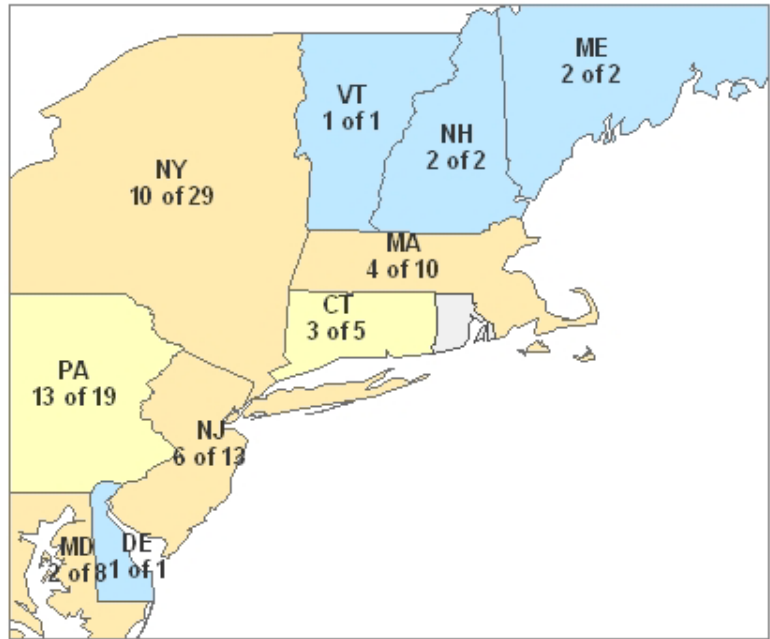 ME
2 of 2
VT
1 of 1
NH
2 of 2
NY
10 of 29
MA
4 of 10
CT
3 of 5
PA
13 of 19
NJ
6 of 13
MD
2 of 8
DE
1 of 1